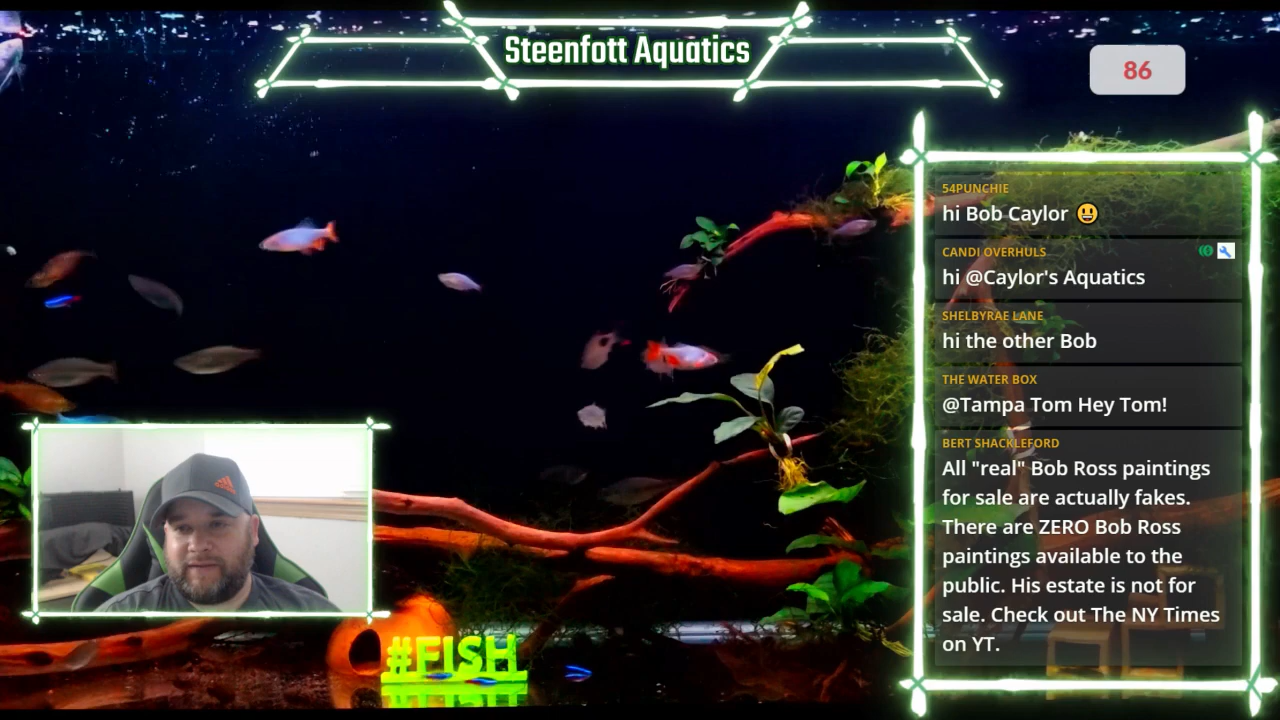 Steenfott Aquatics
86
54PUNCHIE
hi Bob Caylor 😃
CANDI OVERHULS
hi @Caylor's Aquatics
SHELBYRAE LANE
hi the other Bob
THE WATER BOX
@Tampa Tom Hey Tom!
BERT SHACKLEFORD
All "real" Bob Ross paintings
for sale are actually fakes.
There are ZERO Bob Ross
paintings available to the
public. His estate is not for
sale. Check out The NY Times
on YT.
#FISH